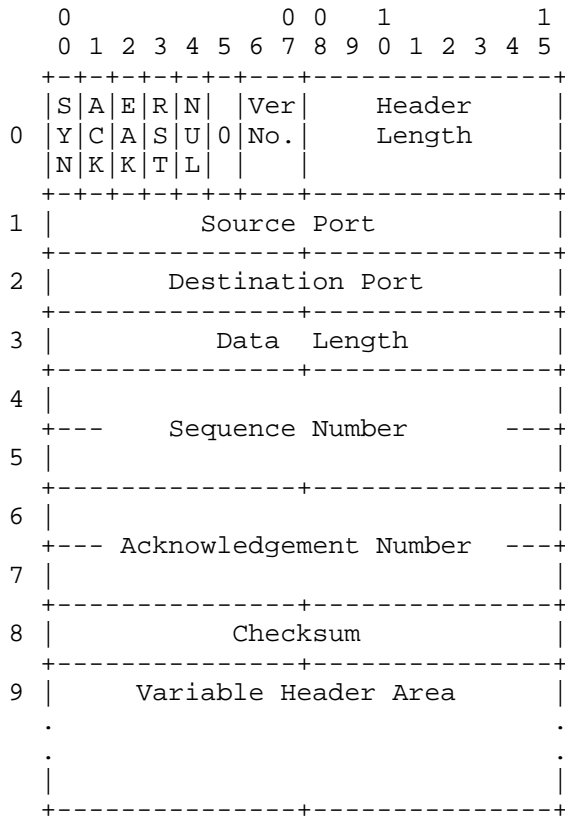 0             0 0   1         1
 0 1 2 3 4 5 6 7 8 9 0 1 2 3 4 5
+-+-+-+-+-+-+---+---------------+
|S|A|E|R|N| |Ver|    Header     |
0 |Y|C|A|S|U|0|No.|    Length     |
|N|K|K|T|L| |   |               |
+-+-+-+-+-+-+---+---------------+
1 |         Source Port           |
+---------------+---------------+
2 |       Destination Port        |
+---------------+---------------+
3 |          Data  Length         |
+---------------+---------------+
4 |                               |
+---    Sequence Number      ---+
5 |                               |
+---------------+---------------+
6 |                               |
+--- Acknowledgement Number  ---+
7 |                               |
+---------------+---------------+
8 |           Checksum            |
+---------------+---------------+
9 |     Variable Header Area      |
.                               .
.                               .
|                               |
+---------------+---------------+